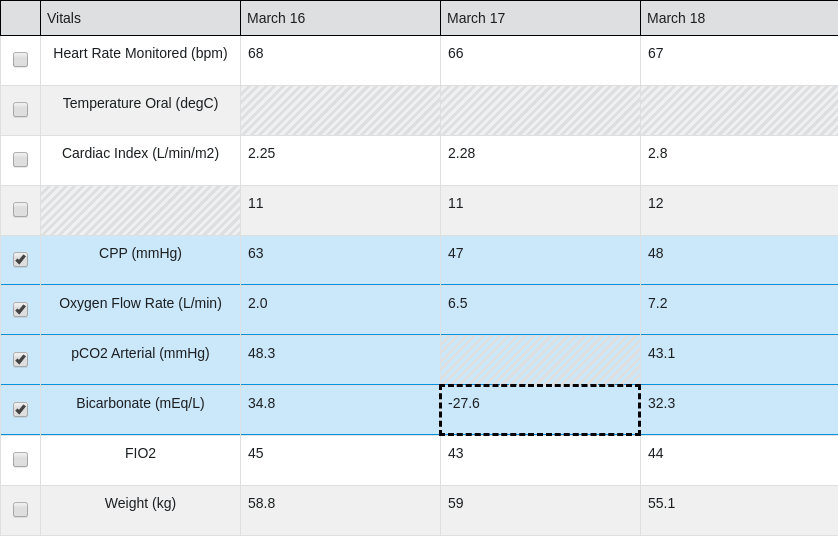 Vitals March 16 March 17 March 18
Heart Rate Monitored (bpm) 68 66 67
Temperature Oral (degC)
Cardiac Index (L/min/m2) 2.25 2.28 2.8
11 11 12
CPP (mmHg) 63 47 48
Oxygen Flow Rate (L/min) 2.0 6.5 7.2
pCO2 Arterial (mmHg) 48.3 43.1
Bicarbonate (mEq/L) 34.8 -27.6 32.3
FIO2 45 43 44
Weight (kg) 58.8 59 55.1